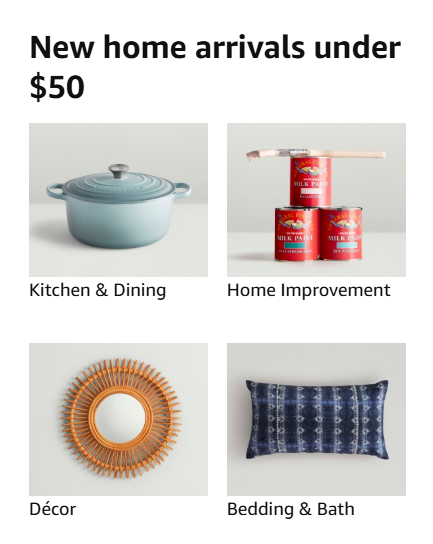 New home arrivals under
$50
MILK PAINT
MILK PAINT
MILK PAINT
Kitchen & Dining
Home Improvement
Décor
Bedding & Bath